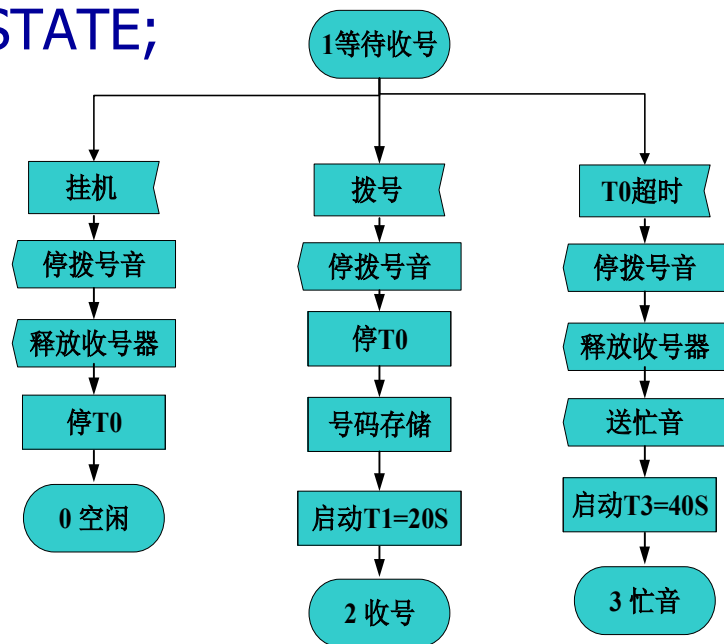 STATE;
1等待收号
挂机
停拨号音
释放收号器
停T0
0 空闲
拨号
停拨号音
停T0
号码存储
启动T1=20S
2 收号
T0超时
停拨号音
释放收号器
送忙音
启动T3=40S
3 忙音